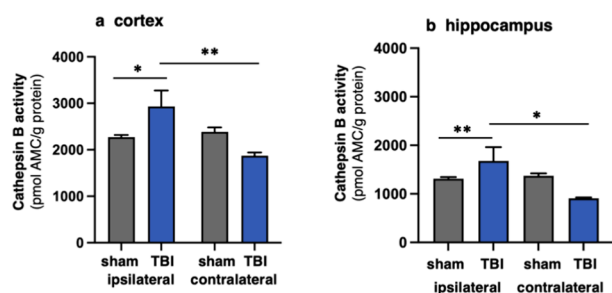 a cortex
Cathepsin B activity
(pmol AMC/g protein)
4000
3000
2000
1000
0
*
**
sham TBI sham TBI
ipsilateral contralateral
b hippocampus
Cathepsin B activity
(pmol AMC/g protein)
4000
3000
2000
1000
0
**
*
sham TBI sham TBI
ipsilateral contralateral